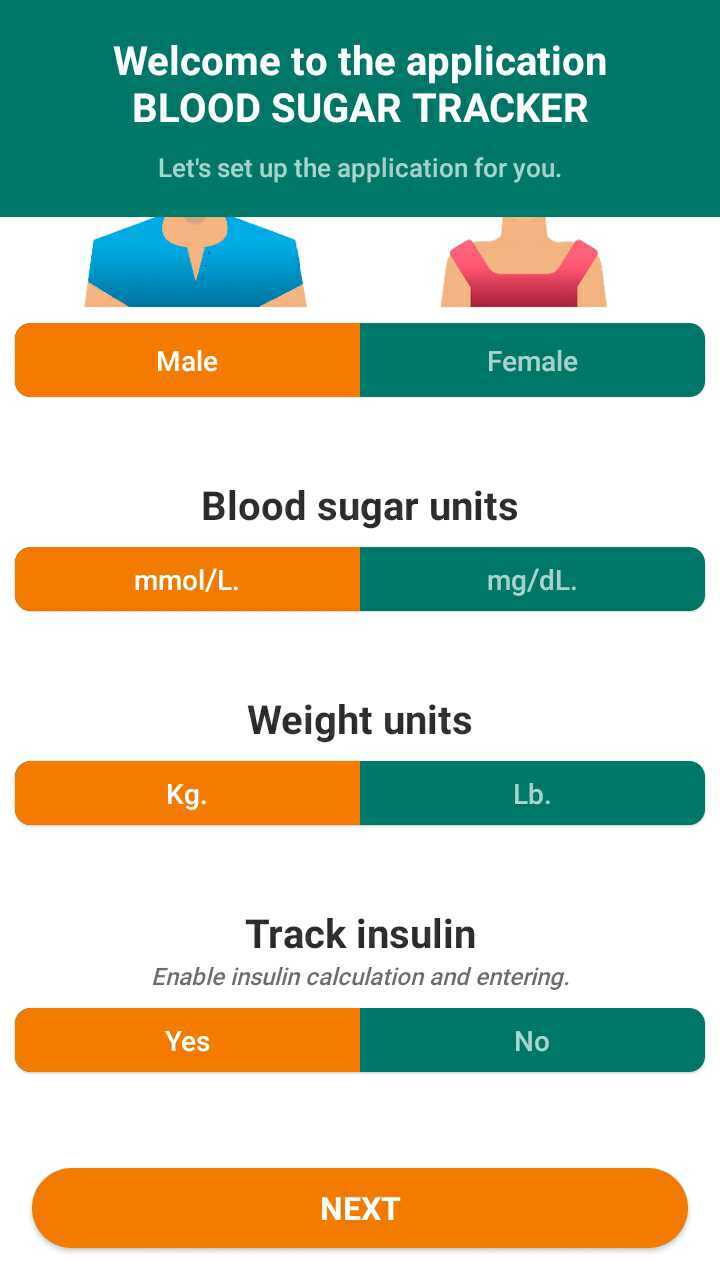 Welcome to the application
BLOOD SUGAR TRACKER
Let's set up the application for you.
Male
Female
Blood sugar units
mmol/L.
mg/dL.
Weight units
Kg.
Lb.
Track insulin
Enable insulin calculation and entering.
Yes
No
NEXT